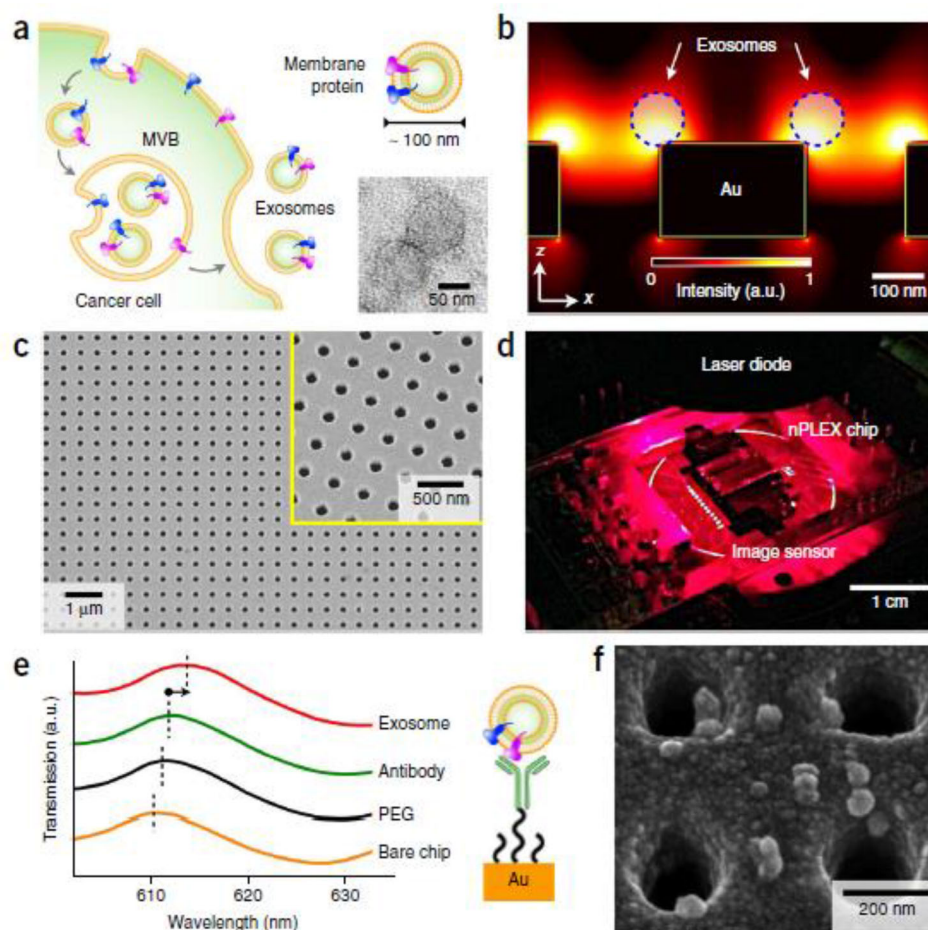 a
Membrane
protein
MVB
~ 100 nm
Exosomes
Cancer cell
50 nm
b
Exosomes
Au
z
x
0
1
Intensity (a.u.)
100 nm
c
500 nm
1 μm
d
Laser diode
nPLEX chip
Image sensor
1 cm
e
Transmission (a.u.)
Exosome
Antibody
PEG
Bare chip
610
620
630
Wavelength (nm)
Au
f
200 nm